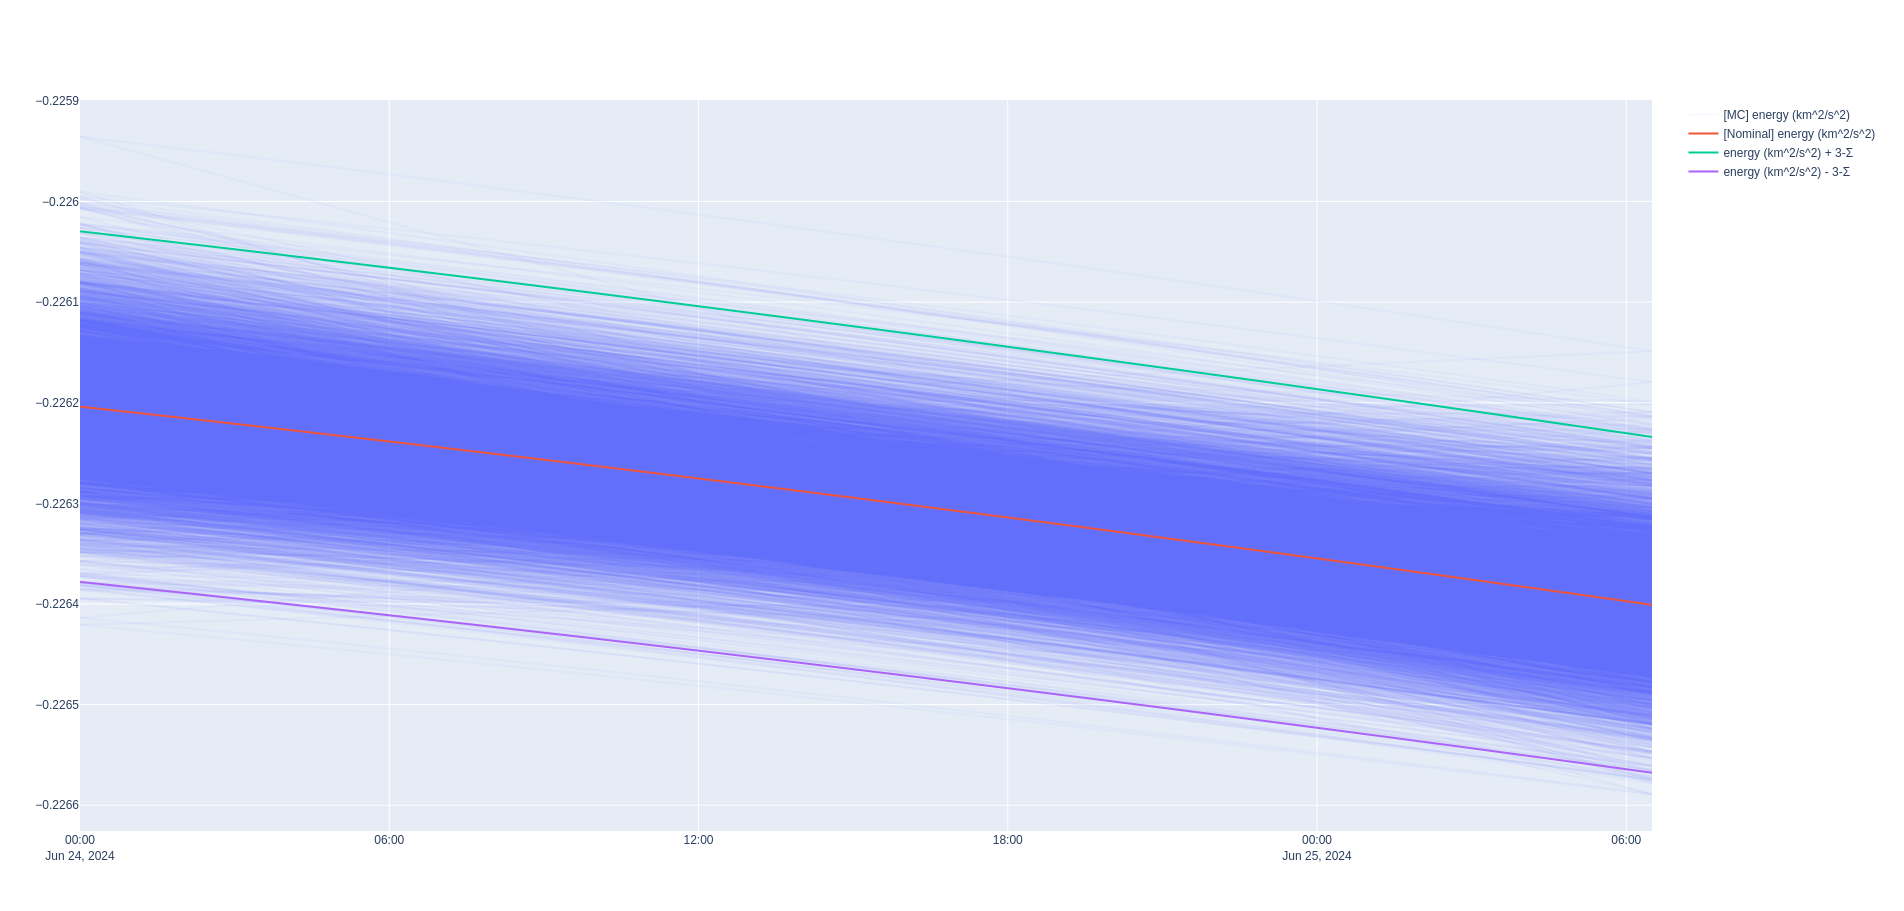 −0.2259
−0.226
−0.2261
−0.2262
−0.2263
−0.2264
−0.2265
−0.2266
00:00
Jun 24, 2024
06:00
12:00
18:00
00:00
Jun 25, 2024
06:00
[MC] energy (km^2/s^2)
[Nominal] energy (km^2/s^2)
energy (km^2/s^2) + 3-Σ
energy (km^2/s^2) - 3-Σ